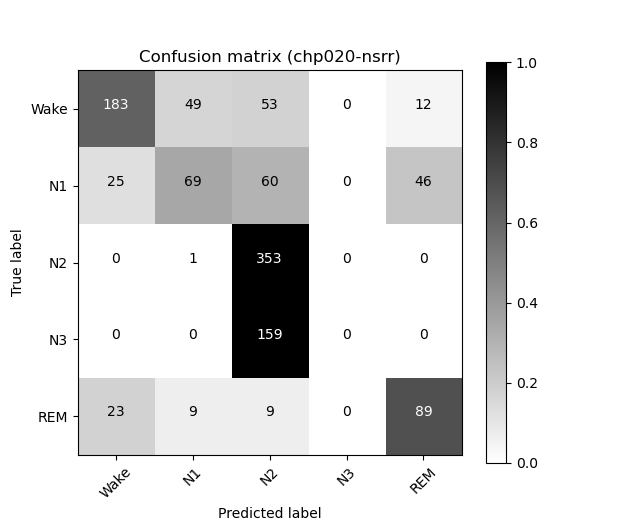 Confusion matrix (chp020-nsrr)
Wake 183 49 53 0 12
N1 25 69 60 0 46
N2 0 1 353 0 0
N3 0 0 159 0 0
REM 23 9 9 0 89
Wake N1 N2 N3 REM
Predicted label
True label
1.0
0.8
0.6
0.4
0.2
0.0